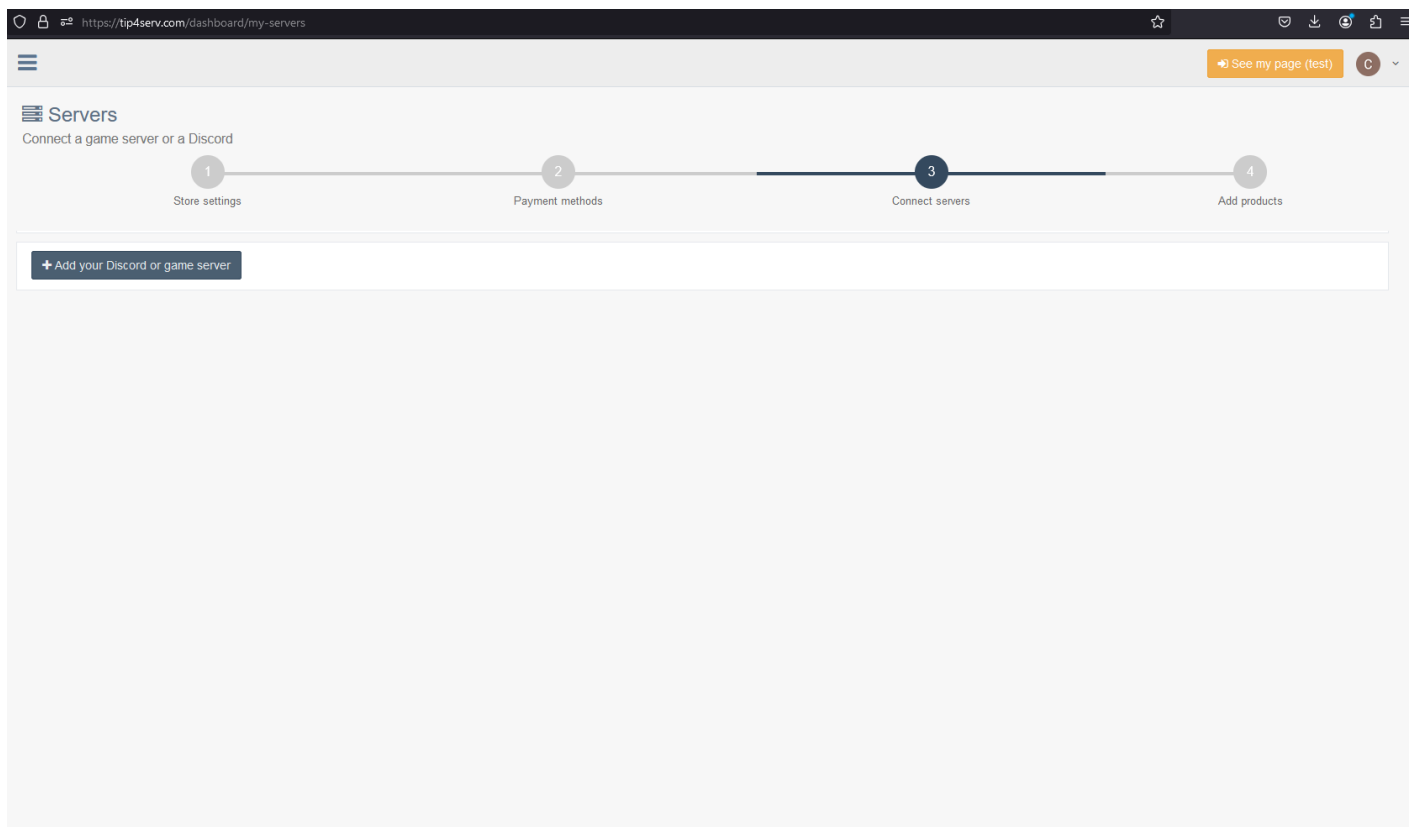 https://tip4serv.com/dashboard/my-servers
See my page (test)
C
Servers
Connect a game server or a Discord
1
2
3
4
Store settings
Payment methods
Connect servers
Add products
+ Add your Discord or game server